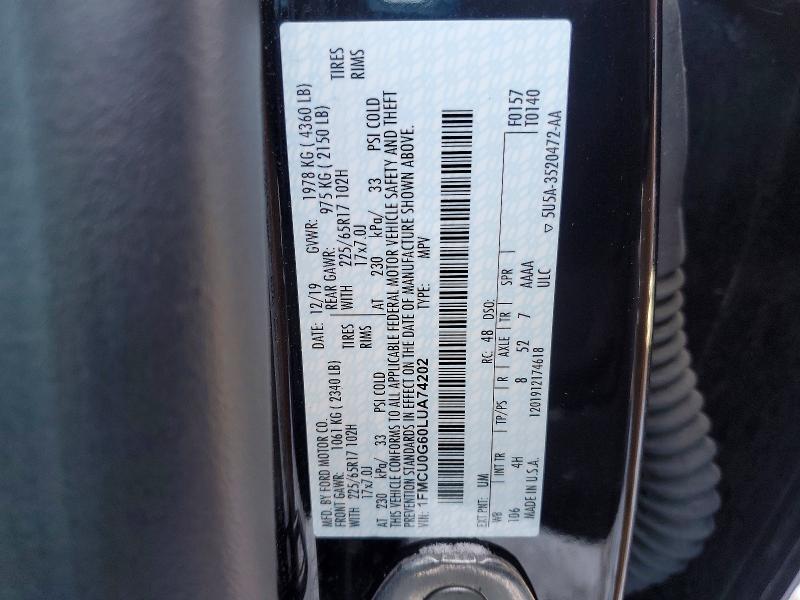 MFD. BY FORD MOTOR CO.
DATE: 12/19 GVWR: 1978 KG ( 4360 LB)
FRONT GAWR: 1061 KG ( 2340 LB) REAR GAWR: 975 KG ( 2150 LB)
WITH 225/65R17 102H TIRES WITH 225/65R17 102H TIRES
17x7.0J RIMS 17x7.0J RIMS
AT 230 kPa/ 33 PSI COLD AT 230 kPa/ 33 PSI COLD
THIS VEHICLE CONFORMS TO ALL APPLICABLE FEDERAL MOTOR VEHICLE SAFETY AND THEFT
PREVENTION STANDARDS IN EFFECT ON THE DATE OF MANUFACTURE SHOWN ABOVE.
VIN: 1FMCU0G60LUA74202 TYPE: MPV
F0157
T0140
EXT PNT: UM RC: 48 DSO:
WB INT TR TP/PS R AXLE TR SPR
106 4H 8 52 7 AAAA
MADE IN U.S.A. 1201912174618 ULC
▽ 5U5A-3520472-AA